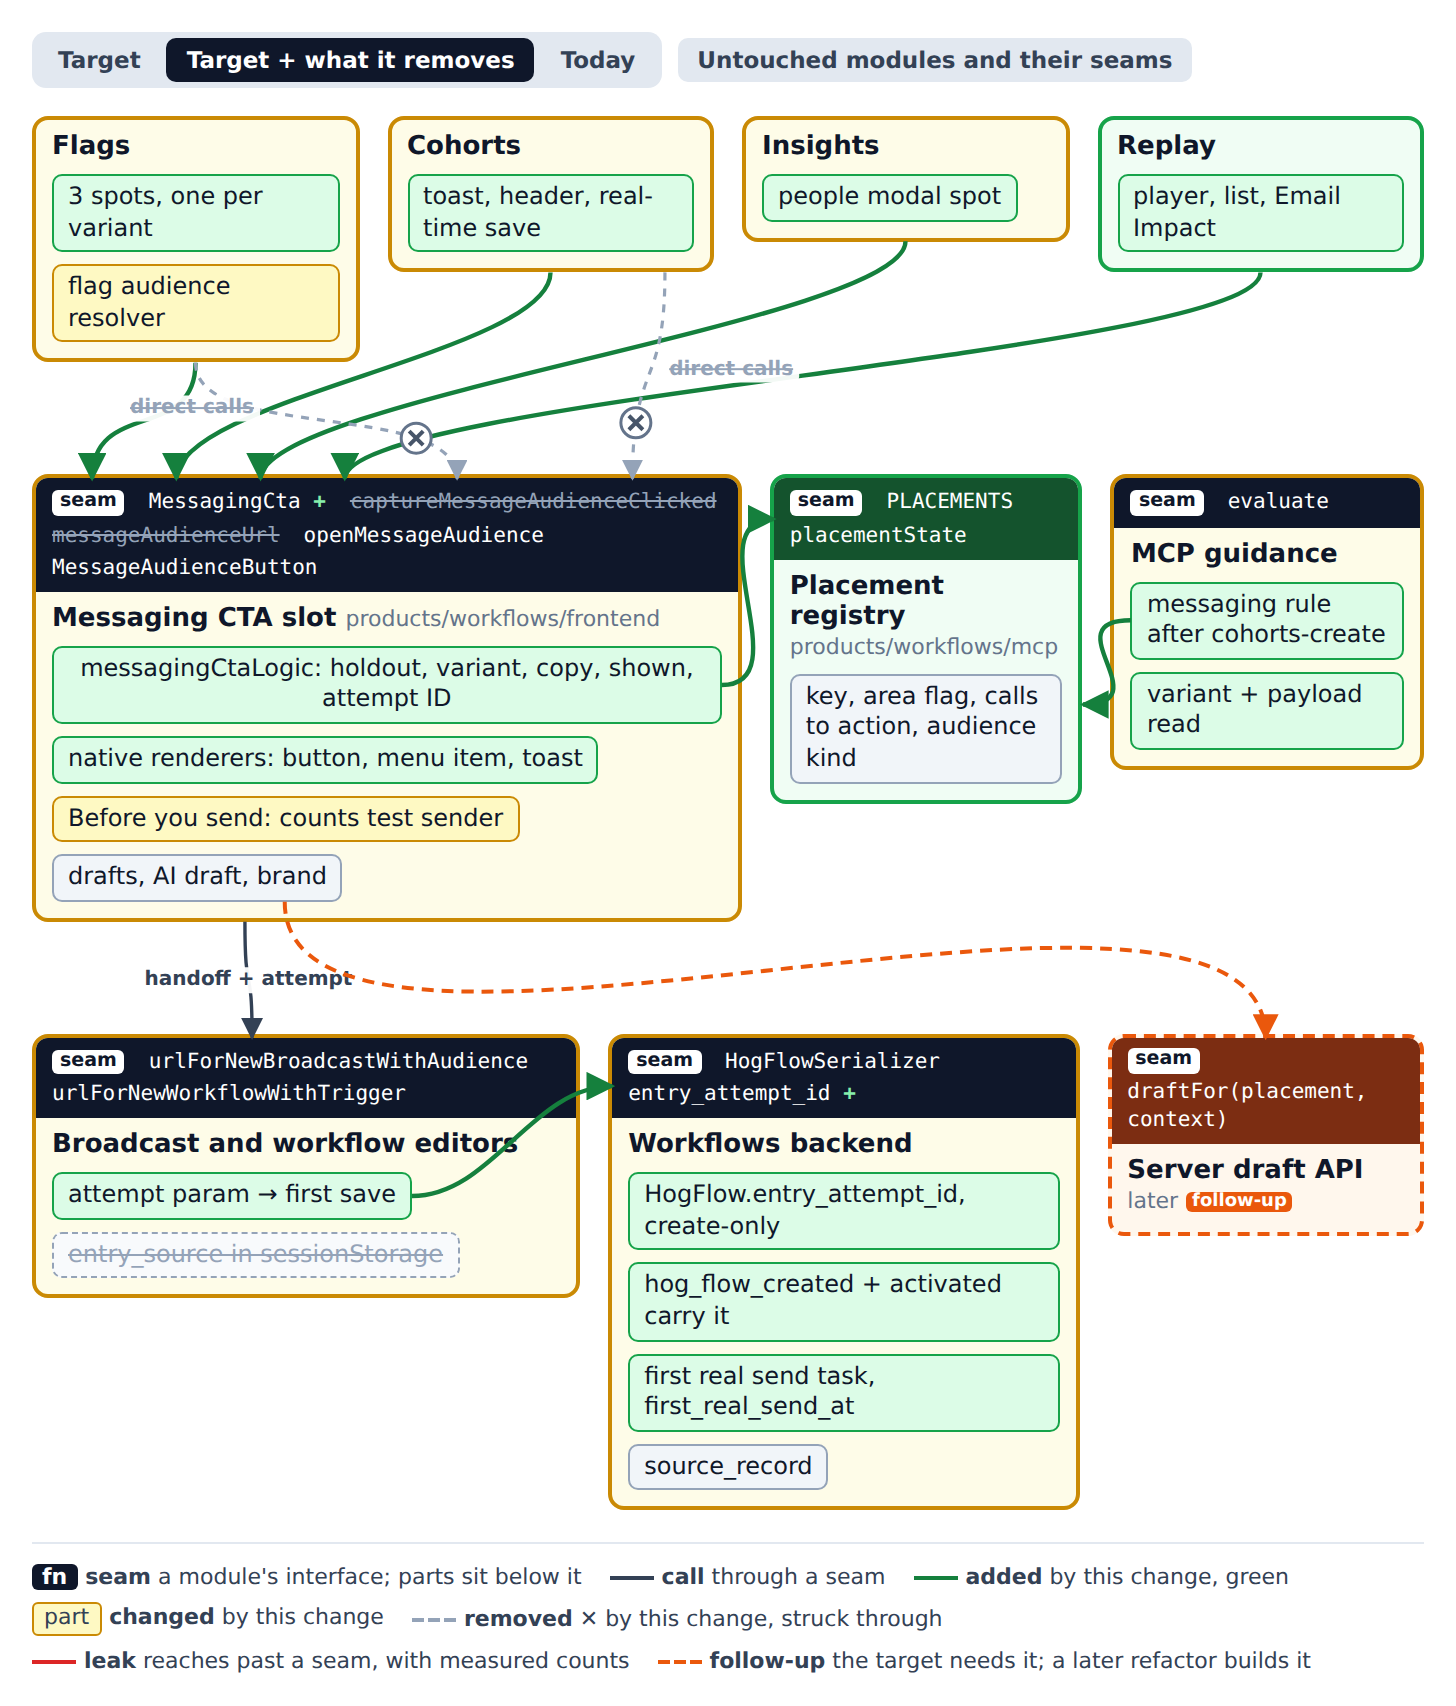 Target
Target + what it removes
Today
Untouched modules and their seams
Flags
3 spots, one per
variant
flag audience
resolver
Cohorts
toast, header, real-
time save
Insights
people modal spot
Replay
player, list, Email
Impact
direct calls
direct calls
seam MessagingCta + captureMessageAudienceClicked
messageAudienceUrl openMessageAudience
MessageAudienceButton
Messaging CTA slot products/workflows/frontend
messagingCtaLogic: holdout, variant, copy, shown,
attempt ID
native renderers: button, menu item, toast
Before you send: counts test sender
drafts, AI draft, brand
seam PLACEMENTS
placementState
Placement
registry
products/workflows/mcp
key, area flag, calls
to action, audience
kind
seam evaluate
MCP guidance
messaging rule
after cohorts-create
variant + payload
read
handoff + attempt
seam urlForNewBroadcastWithAudience
urlForNewWorkflowWithTrigger
Broadcast and workflow editors
attempt param → first save
entry_source in sessionStorage
seam HogFlowSerializer
entry_attempt_id +
Workflows backend
HogFlow.entry_attempt_id,
create-only
hog_flow_created + activated
carry it
first real send task,
first_real_send_at
source_record
seam
draftFor(placement,
context)
Server draft API
later follow-up
fn seam a module's interface; parts sit below it
call through a seam
added by this change, green
part changed by this change
removed ✕ by this change, struck through
leak reaches past a seam, with measured counts
follow-up the target needs it; a later refactor builds it